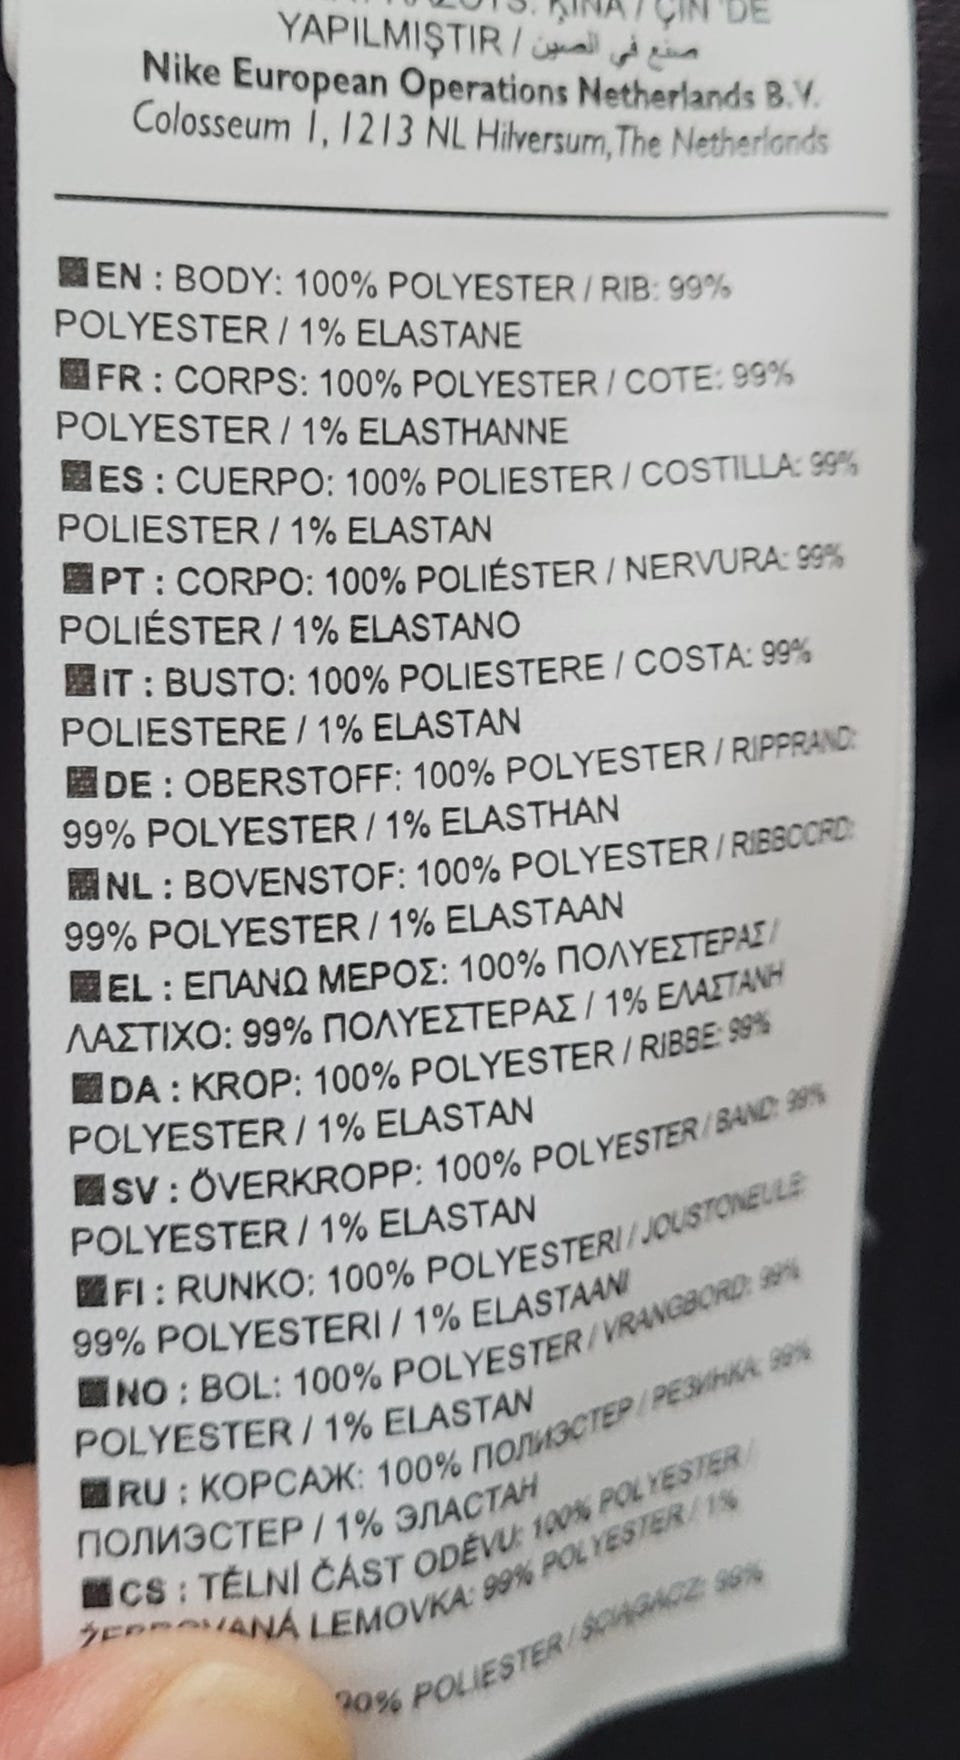 KINA / ÇİN'DE
YAPILMIŞTIR / صنع في الصين
Nike European Operations Netherlands B.V.
Colosseum 1, 1213 NL Hilversum, The Netherlands
EN : BODY: 100% POLYESTER / RIB: 99%
POLYESTER / 1% ELASTANE
FR : CORPS: 100% POLYESTER / COTE: 99%
POLYESTER / 1% ELASTHANNE
ES : CUERPO: 100% POLIESTER / COSTILLA: 99%
POLIESTER / 1% ELASTAN
PT : CORPO: 100% POLIÉSTER / NERVURA: 99%
POLIÉSTER / 1% ELASTANO
IT : BUSTO: 100% POLIESTERE / COSTA: 99%
POLIESTERE / 1% ELASTAN
DE : OBERSTOFF: 100% POLYESTER / RIPPRAND:
99% POLYESTER / 1% ELASTHAN
NL : BOVENSTOF: 100% POLYESTER / RIBBOORD:
99% POLYESTER / 1% ELASTAAN
EL : ΕΠΑΝΩ ΜΕΡΟΣ: 100% ΠΟΛΥΕΣΤΕΡΑΣ /
ΛΑΣΤΙΧΟ: 99% ΠΟΛΥΕΣΤΕΡΑΣ / 1% ΕΛΑΣΤΑΝΗ
DA : KROP: 100% POLYESTER / RIBBE: 99%
POLYESTER / 1% ELASTAN
SV : ÖVERKROPP: 100% POLYESTER / BAND: 99%
POLYESTER / 1% ELASTAN
FI : RUNKO: 100% POLYESTERI / JOUSTONEULE:
99% POLYESTERI / 1% ELASTAANI
NO : BOL: 100% POLYESTER / VRANGBORD: 99%
POLYESTER / 1% ELASTAN
RU : КОРСАЖ: 100% ПОЛИЭСТЕР / РЕЗИНКА: 99%
ПОЛИЭСТЕР / 1% ЭЛАСТАН
CS : TĚLNÍ ČÁST ODĚVU: 100% POLYESTER /
LEMOVKA: 99% POLYESTER / 1%
POLIESTER / ŚCIĄGACZ: 99%